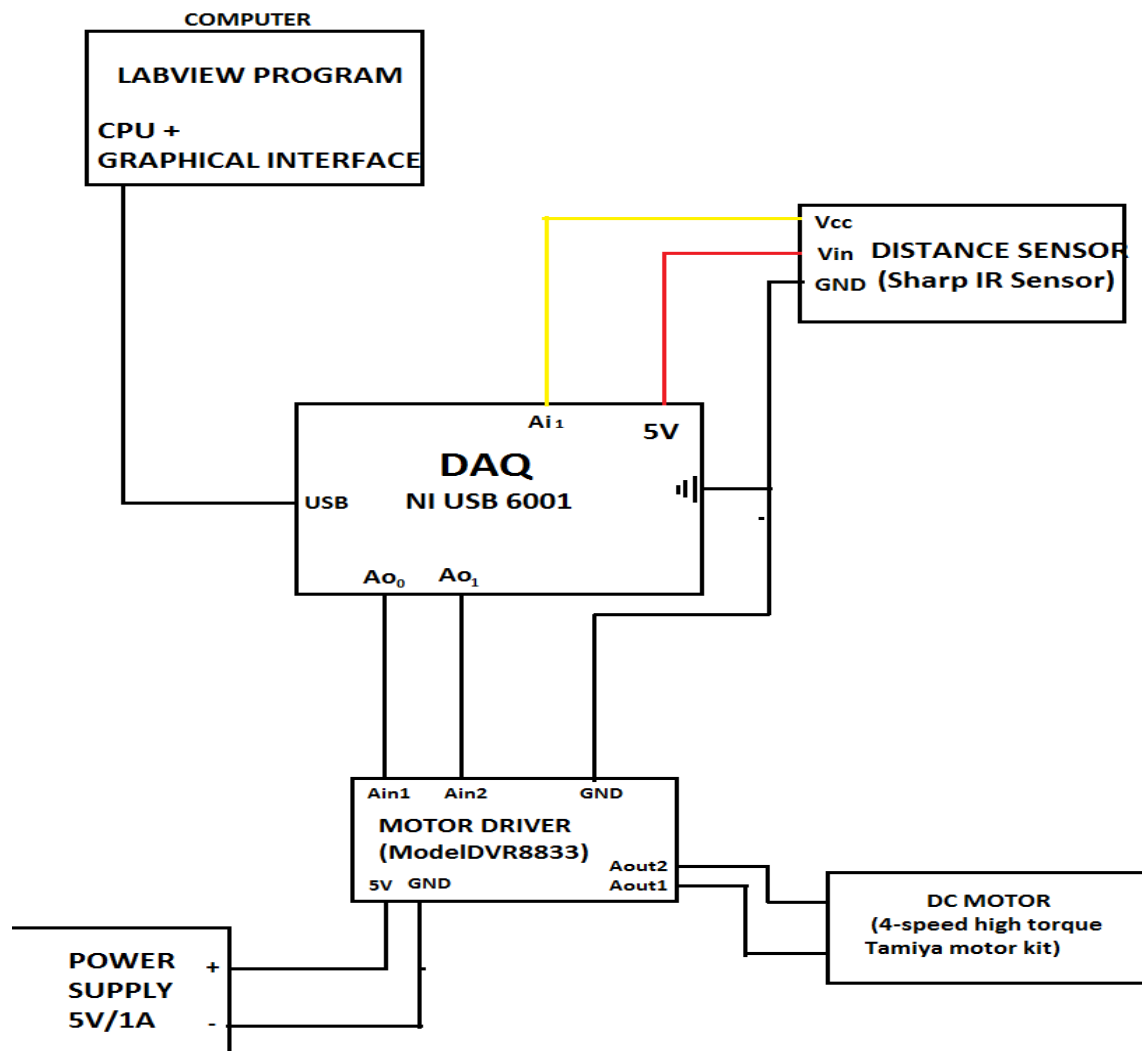 COMPUTER
LABVIEW PROGRAM
CPU +
GRAPHICAL INTERFACE
Vcc
Vin
GND
DISTANCE SENSOR
(Sharp IR Sensor)
Ai₁
5V
DAQ
NI USB 6001
USB
Ao₀
Ao₁
Ain1
Ain2
GND
MOTOR DRIVER
(ModelDVR8833)
Aout2
Aout1
5V
GND
DC MOTOR
(4-speed high torque
Tamiya motor kit)
POWER
SUPPLY
5V/1A
+
-